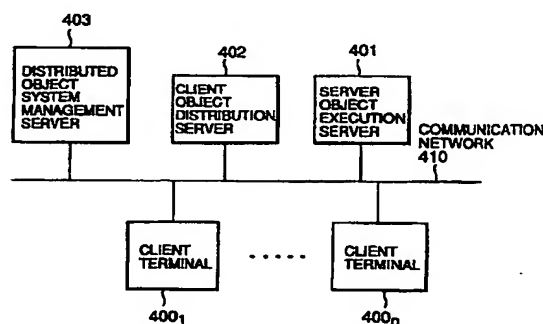 403
402
401
DISTRIBUTED
OBJECT
SYSTEM
MANAGEMENT
SERVER
CLIENT
OBJECT
DISTRIBUTION
SERVER
SERVER
OBJECT
EXECUTION
SERVER
COMMUNICATION
NETWORK
410
CLIENT
TERMINAL
.....
CLIENT
TERMINAL
400₁
400ₙ